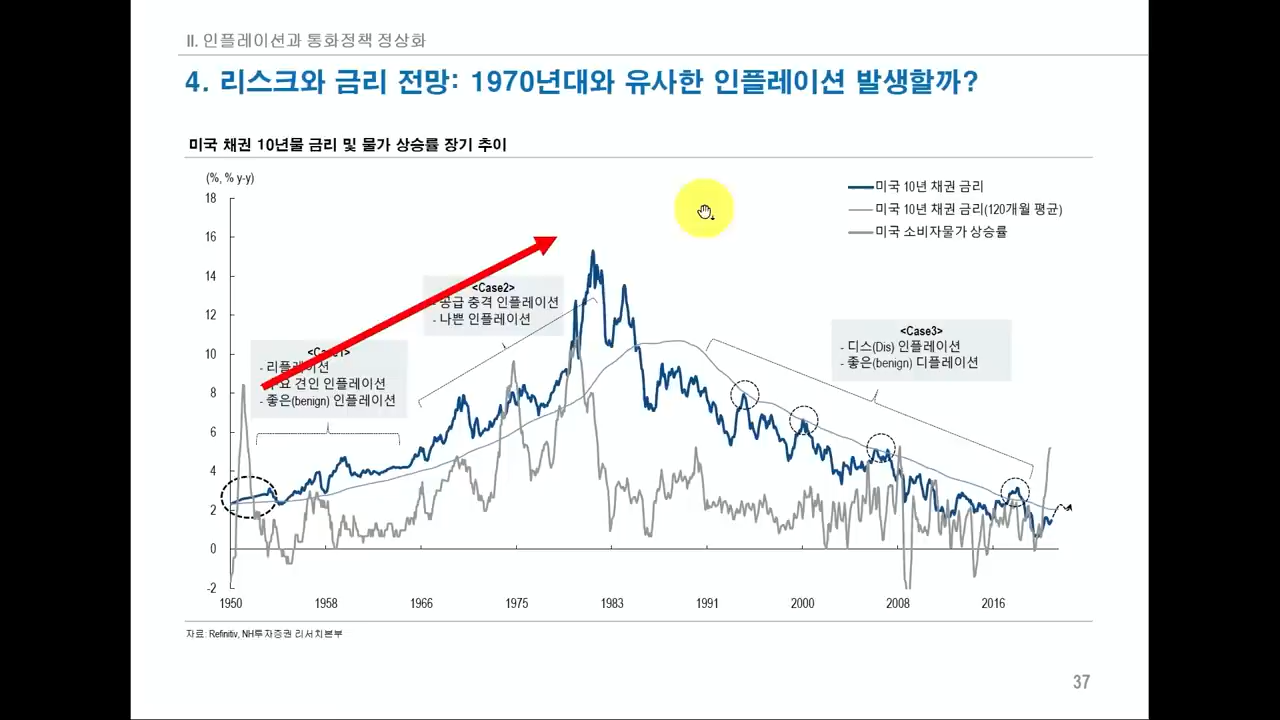 II. 인플레이션과 통화정책 정상화
4. 리스크와 금리 전망: 1970년대와 유사한 인플레이션 발생할까?
미국 채권 10년물 금리 및 물가 상승률 장기 추이
(%, % y-y)
18
16
14
12
10
8
6
4
2
0
-2
미국 10년 채권 금리
미국 10년 채권 금리(120개월 평균)
미국 소비자물가 상승률
<Case1>
- 리플레이션
- 수요 견인 인플레이션
- 좋은(benign) 인플레이션
<Case2>
- 공급 충격 인플레이션
- 나쁜 인플레이션
<Case3>
- 디스(Dis) 인플레이션
- 좋은(benign) 디플레이션
1950 1958 1966 1975 1983 1991 2000 2008 2016
자료: Refinitiv, NH투자증권 리서치본부
37